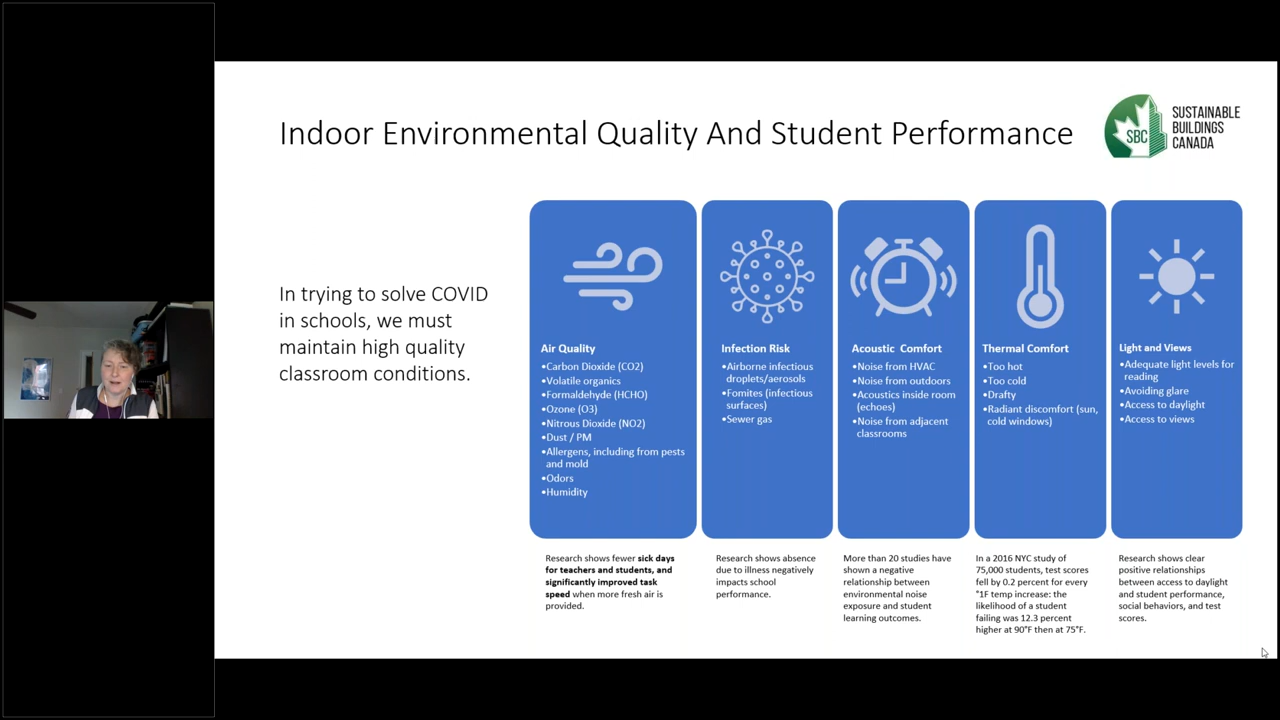 Indoor Environmental Quality And Student Performance
SBC
SUSTAINABLE
BUILDINGS
CANADA
In trying to solve COVID
in schools, we must
maintain high quality
classroom conditions.
Air Quality
•Carbon Dioxide (CO2)
•Volatile organics
•Formaldehyde (HCHO)
•Ozone (O3)
•Nitrous Dioxide (NO2)
•Dust / PM
•Allergens, including from pests
and mold
•Odors
•Humidity
Research shows fewer sick days
for teachers and students, and
significantly improved task
speed when more fresh air is
provided.
Infection Risk
•Airborne infectious
droplets/aerosols
•Fomites (infectious
surfaces)
•Sewer gas
Research shows absence
due to illness negatively
impacts school
performance.
Acoustic Comfort
•Noise from HVAC
•Noise from outdoors
•Acoustics inside room
(echoes)
•Noise from adjacent
classrooms
More than 20 studies have
shown a negative
relationship between
environmental noise
exposure and student
learning outcomes.
Thermal Comfort
•Too hot
•Too cold
•Drafty
•Radiant discomfort (sun,
cold windows)
In a 2016 NYC study of
75,000 students, test scores
fell by 0.2 percent for every
°1F temp increase: the
likelihood of a student
failing was 12.3 percent
higher at 90°F then at 75°F.
Light and Views
•Adequate light levels for
reading
•Avoiding glare
•Access to daylight
•Access to views
Research shows clear
positive relationships
between access to daylight
and student performance,
social behaviors, and test
scores.